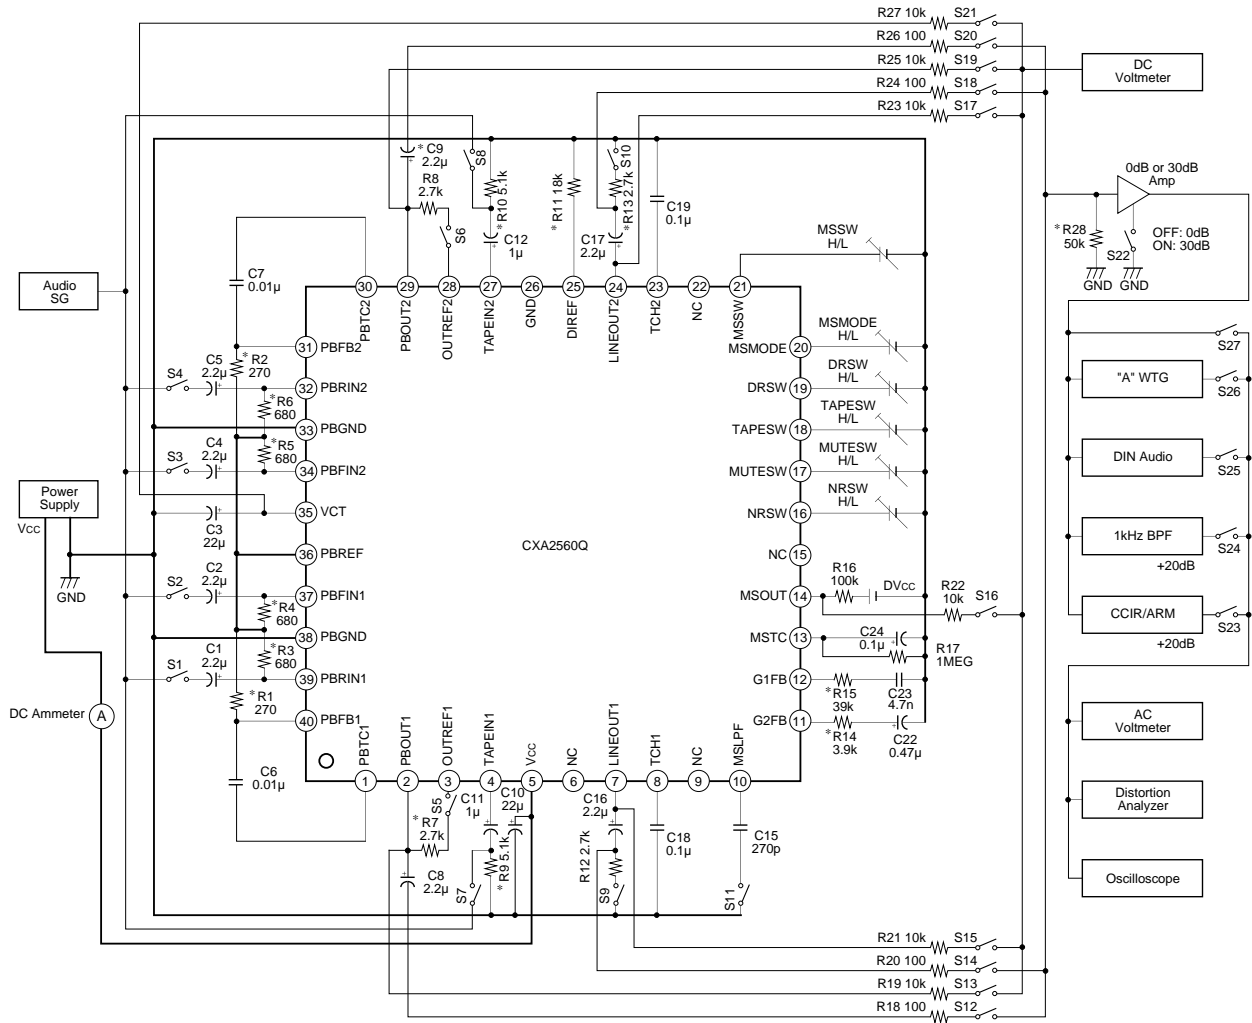 R27 10k S21
R26 100 S20
R25 10k S19
R24 100 S18
R23 10k S17
DC
Voltmeter
* C9
2.2µ
R8
2.7k
S8
S6
* R10 5.1k
C12
1µ
* R11 18k
S10
* R13 2.7k
C17
2.2µ
C19
0.1µ
MSSW
H/L
0dB or 30dB
Amp
* R28
50k
S22
OFF: 0dB
ON: 30dB
GND
GND
Audio
SG
C7
0.01µ
30
29
28
27
26
25
24
23
22
21
PBTC2
PBOUT2
OUTREF2
TAPEIN2
GND
DIREF
LINEOUT2
TCH2
NC
MSSW
31 PBFB2
* R2
270
S4
C5
2.2µ
32 PBRIN2
* R6
680
33 PBGND
* R5
680
S3
C4
2.2µ
34 PBFIN2
C3
22µ
35 VCT
36 PBREF
S2
C2
2.2µ
37 PBFIN1
* R4
680
38 PBGND
* R3
680
S1
C1
2.2µ
39 PBRIN1
* R1
270
40 PBFB1
C6
0.01µ
Power
Supply
Vcc
GND
DC Ammeter
A
CXA2560Q
MSMODE 20
MSMODE
H/L
DRSW 19
DRSW
H/L
TAPESW 18
TAPESW
H/L
MUTESW 17
MUTESW
H/L
NRSW 16
NRSW
H/L
NC 15
MSOUT 14
R16
100k
DVcc
R22
10k
S16
MSTC 13
C24
0.1µ
R17
1MEG
G1FB 12
* R15
39k
C23
4.7n
G2FB 11
* R14
3.9k
C22
0.47µ
S27
"A" WTG
S26
DIN Audio
S25
1kHz BPF
S24
+20dB
CCIR/ARM
S23
+20dB
AC
Voltmeter
Distortion
Analyzer
Oscilloscope
PBTC1
PBOUT1
OUTREF1
TAPEIN1
Vcc
NC
LINEOUT1
TCH1
NC
MSLPF
1
2
3
4
5
6
7
8
9
10
S5
* R7
2.7k
C8
2.2µ
C11
1µ
S7
* R9 5.1k
C10
22µ
C16
2.2µ
R12 2.7k
S9
C18
0.1µ
C15
270p
S11
R21 10k S15
R20 100 S14
R19 10k S13
R18 100 S12